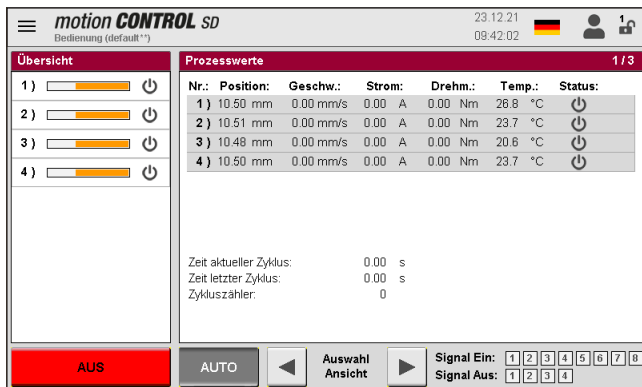 motion CONTROL SD
Bedienung (default**)
23.12.21
09:42:02
1
Übersicht
1 )
2 )
3 )
4 )
Prozesswerte 1 / 3
Nr.: Position: Geschw.: Strom: Drehm.: Temp.: Status:
1 ) 10.50 mm 0.00 mm/s 0.00 A 0.00 Nm 26.8 °C
2 ) 10.51 mm 0.00 mm/s 0.00 A 0.00 Nm 23.7 °C
3 ) 10.48 mm 0.00 mm/s 0.00 A 0.00 Nm 20.6 °C
4 ) 10.50 mm 0.00 mm/s 0.00 A 0.00 Nm 23.7 °C
Zeit aktueller Zyklus: 0.00 s
Zeit letzter Zyklus: 0.00 s
Zykluszähler: 0
AUS
AUTO
Auswahl
Ansicht
Signal Ein: 1 2 3 4 5 6 7 8
Signal Aus: 1 2 3 4